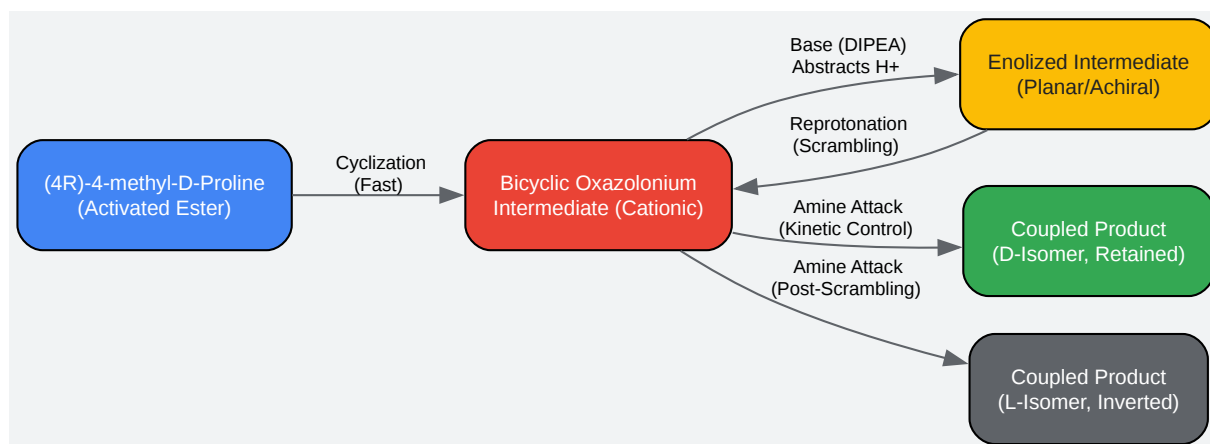 (4R)-4-methyl-D-Proline
(Activated Ester)
Cyclization
(Fast)
Bicyclic Oxazolonium
Intermediate (Cationic)
Base (DIPEA)
Abstracts H+
Enolized Intermediate
(Planar/Achiral)
Reprotonation
(Scrambling)
Amine Attack
(Kinetic Control)
Coupled Product
(D-Isomer, Retained)
Amine Attack
(Post-Scrambling)
Coupled Product
(L-Isomer, Inverted)